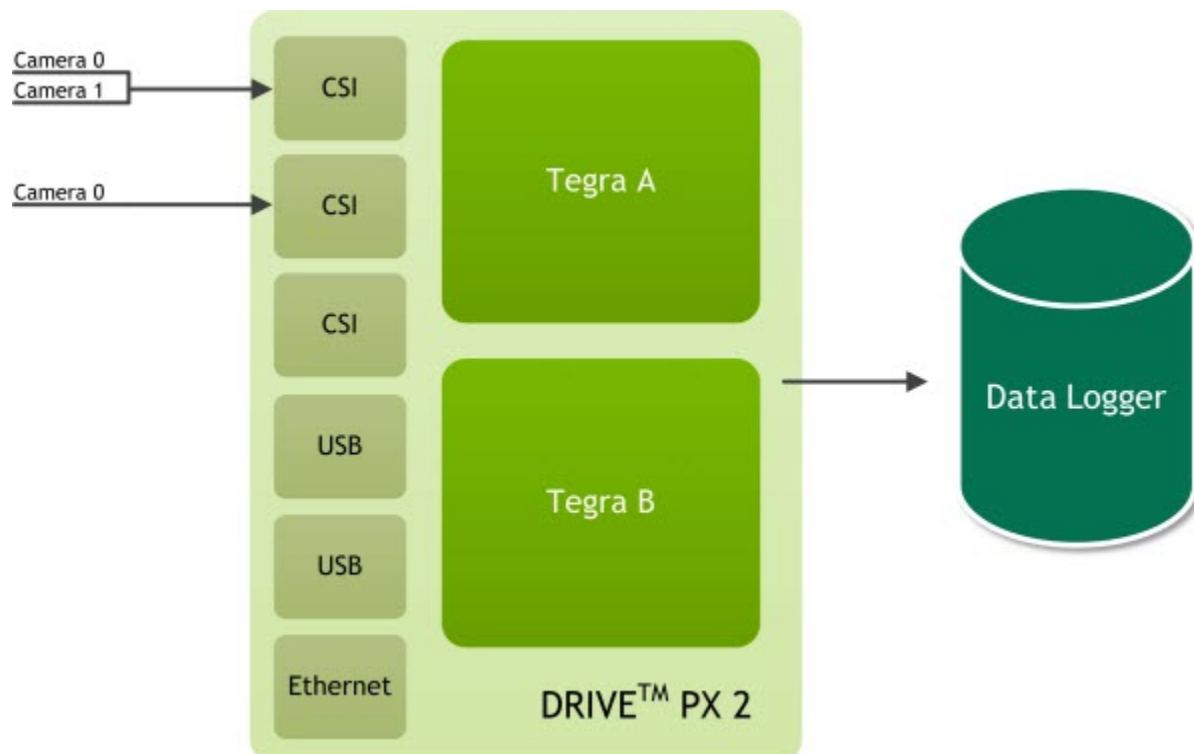 Camera 0
Camera 1
CSI
Camera 0
CSI
CSI
USB
USB
Ethernet
Tegra A
Tegra B
DRIVE™ PX 2
Data Logger